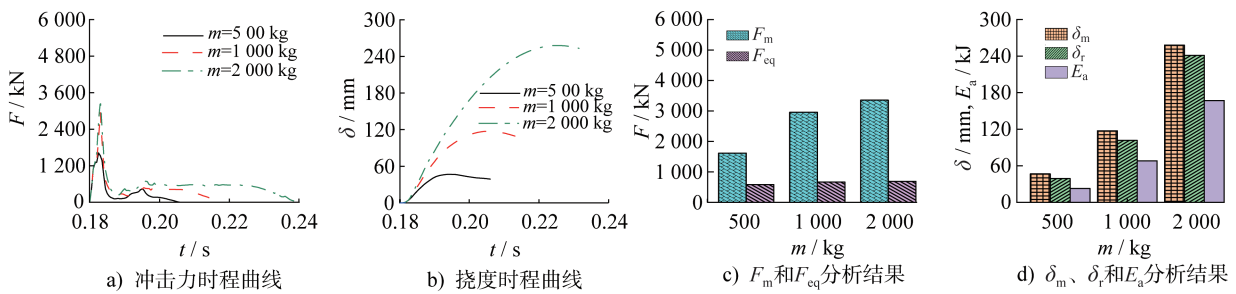 6 000
4 800
3 600
2 400
1 200
0
F / kN
m=5 00 kg
m=1 000 kg
m=2 000 kg
0.18
0.20
0.22
0.24
t / s
a) 冲击力时程曲线
300
240
180
120
60
0
δ / mm
m=5 00 kg
m=1 000 kg
m=2 000 kg
0.18
0.20
0.22
0.24
t / s
b) 挠度时程曲线
6 000
5 000
4 000
3 000
2 000
1 000
0
F / kN
Fm
Feq
500
1 000
2 000
m / kg
c) Fm和Feq分析结果
300
240
180
120
60
0
δ / mm, Ea / kJ
δm
δr
Ea
500
1 000
2 000
m / kg
d) δm、δr和Ea分析结果